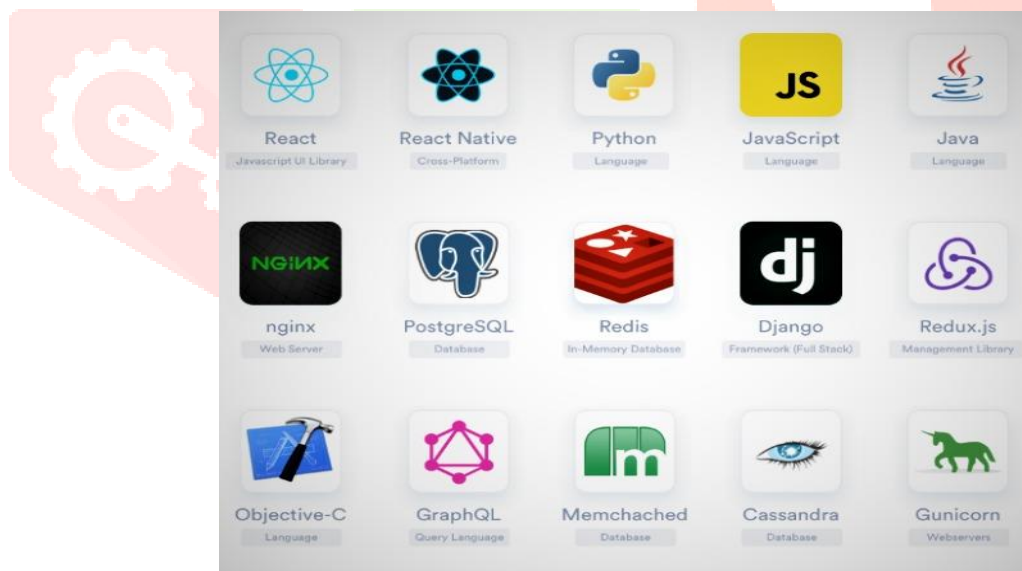 JS
React React Native Python JavaScript Java
Javascript UI Library Cross-Platform Language Language Language
NGiNX dj
nginx PostgreSQL Redis Django Redux.js
Web Server Database In-Memory Database Framework (Full Stack) Management Library
m
Objective-C GraphQL Memchached Cassandra Gunicorn
Language Query Language Database Database Webservers